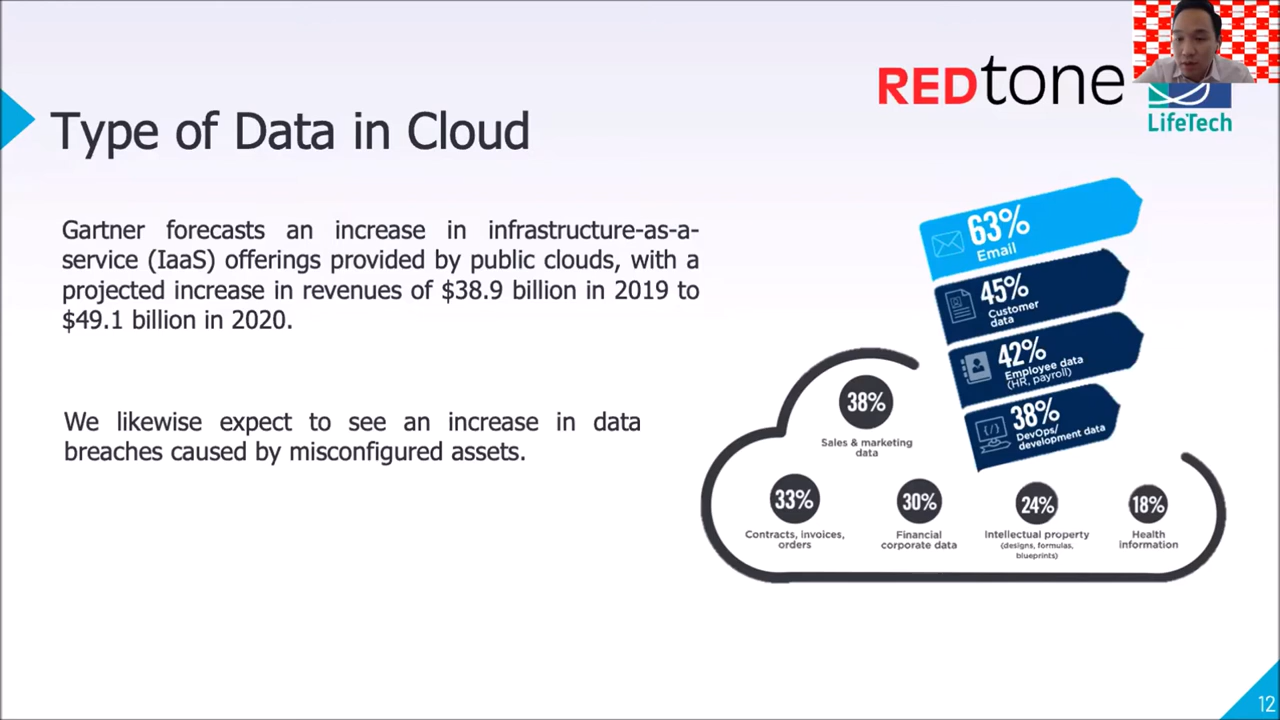 REDtone
LifeTech
Type of Data in Cloud
Gartner forecasts an increase in infrastructure-as-a-
service (IaaS) offerings provided by public clouds, with a
projected increase in revenues of $38.9 billion in 2019 to
$49.1 billion in 2020.
We likewise expect to see an increase in data
breaches caused by misconfigured assets.
63%
Email
45%
Customer
data
42%
Employee data
(HR, payroll)
38%
DevOps/
development data
38%
Sales & marketing
data
33%
Contracts, invoices,
orders
30%
Financial
corporate data
24%
Intellectual property
(designs, formulas,
blueprints)
18%
Health
information
12